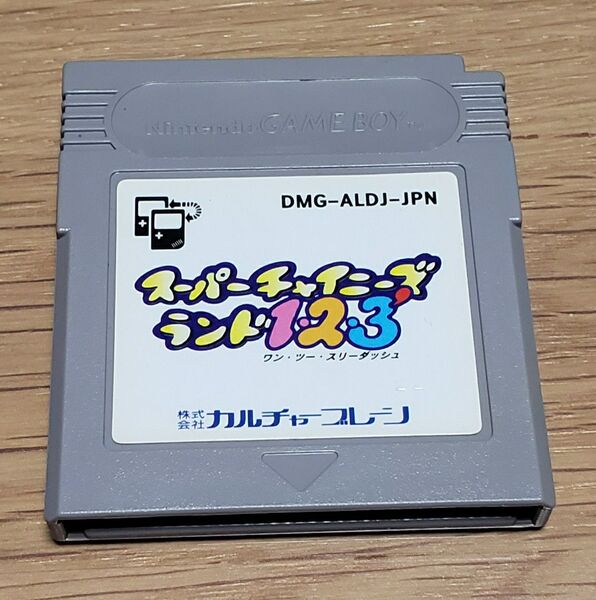 Nintendo GAME BOY TM
DMG-ALDJ-JPN
スーパーチャイニーズ
ランド1・2・3'
ワン・ツー・スリーダッシュ
株式会社 カルチャーブレーン